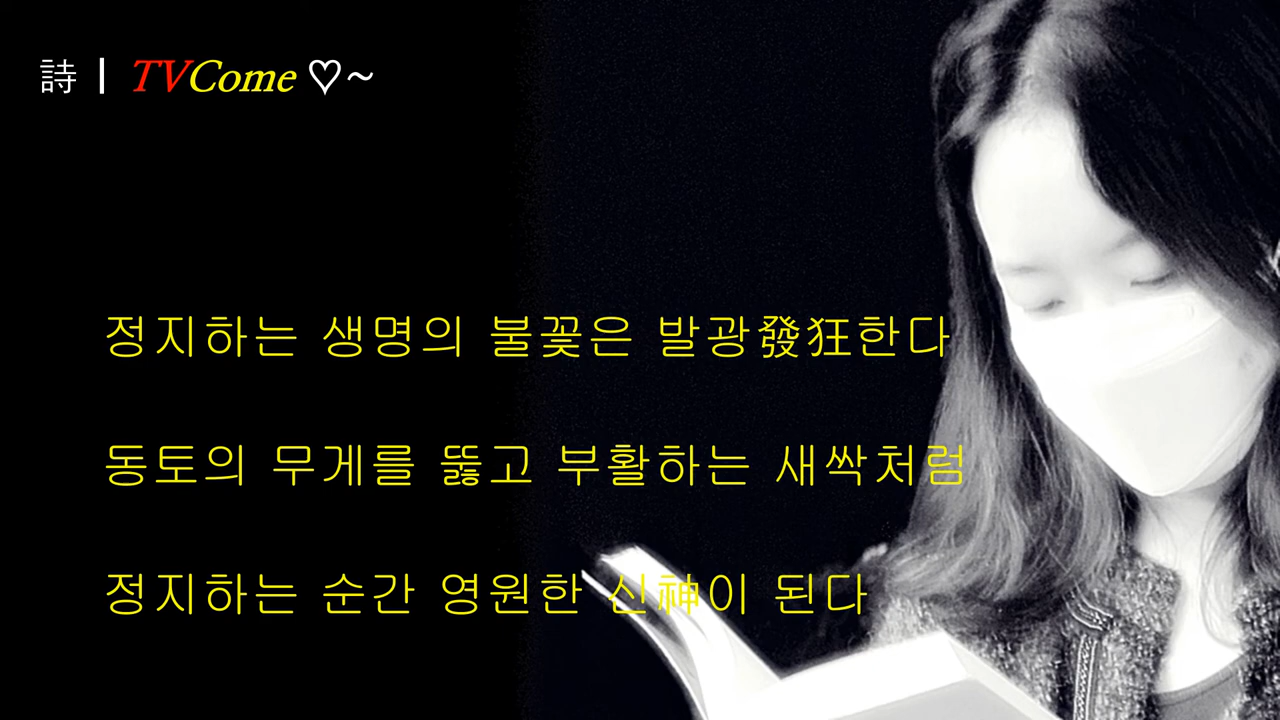 詩 | TVCome ♡~
정지하는 생명의 불꽃은 발광發狂한다
동토의 무게를 뚫고 부활하는 새싹처럼
정지하는 순간 영원한 신神이 된다